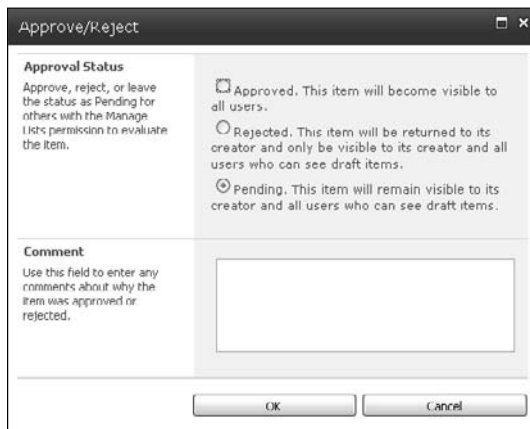 Approve/Reject
Approval Status
Approve, reject, or leave
the status as Pending for
others with the Manage
Lists permission to evaluate
the item.
Approved. This item will become visible to
all users.
Rejected. This item will be returned to its
creator and only be visible to its creator and all
users who can see draft items.
Pending. This item will remain visible to its
creator and all users who can see draft items.
Comment
Use this field to enter any
comments about why the
item was approved or
rejected.
OK
Cancel